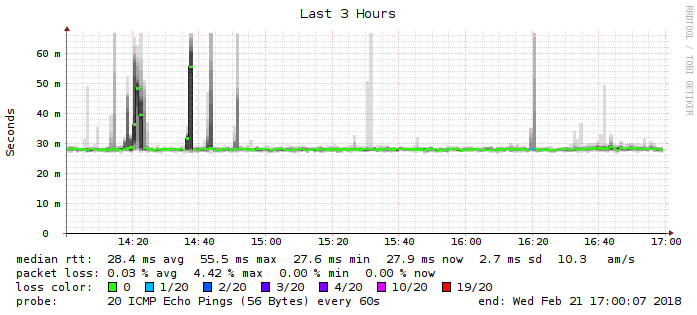 Last 3 Hours
RRDTOOL / TOBI OETIKER
Seconds
60 m
50 m
40 m
30 m
20 m
10 m
0
14:20 14:40 15:00 15:20 15:40 16:00 16:20 16:40 17:00
median rtt: 28.4 ms avg 55.5 ms max 27.6 ms min 27.9 ms now 2.7 ms sd 10.3 am/s
packet loss: 0.03 % avg 4.42 % max 0.00 % min 0.00 % now
loss color: 0 1/20 2/20 3/20 4/20 10/20 19/20
probe: 20 ICMP Echo Pings (56 Bytes) every 60s end: Wed Feb 21 17:00:07 2018